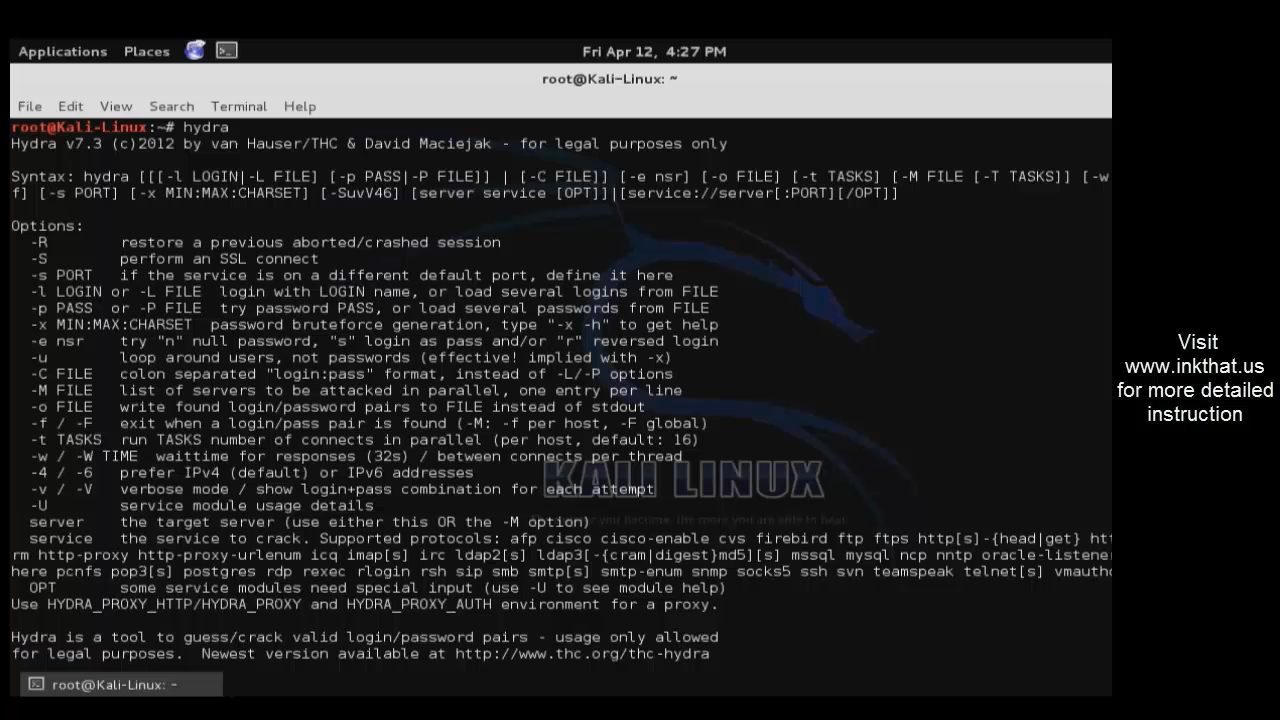 Applications Places Fri Apr 12, 4:27 PM
root@Kali-Linux: ~
File Edit View Search Terminal Help
root@Kali-Linux:~# hydra
Hydra v7.3 (c)2012 by van Hauser/THC & David Maciejak - for legal purposes only
Syntax: hydra [[[-l LOGIN|-L FILE] [-p PASS|-P FILE]] | [-C FILE]] [-e nsr] [-o FILE] [-t TASKS] [-M FILE [-T TASKS]] [-w
f] [-s PORT] [-x MIN:MAX:CHARSET] [-SuvV46] [server service [OPT]]|[service://server[:PORT][/OPT]]
Options:
-R restore a previous aborted/crashed session
-S perform an SSL connect
-s PORT if the service is on a different default port, define it here
-l LOGIN or -L FILE login with LOGIN name, or load several logins from FILE
-p PASS or -P FILE try password PASS, or load several passwords from FILE
-x MIN:MAX:CHARSET password bruteforce generation, type "-x -h" to get help
-e nsr try "n" null password, "s" login as pass and/or "r" reversed login
-u loop around users, not passwords (effective! implied with -x)
-C FILE colon separated "login:pass" format, instead of -L/-P options
-M FILE list of servers to be attacked in parallel, one entry per line
-o FILE write found login/password pairs to FILE instead of stdout
-f / -F exit when a login/pass pair is found (-M: -f per host, -F global)
-t TASKS run TASKS number of connects in parallel (per host, default: 16)
-w / -W TIME waittime for responses (32s) / between connects per thread
-4 / -6 prefer IPv4 (default) or IPv6 addresses
-v / -V verbose mode / show login+pass combination for each attempt
-U service module usage details
server the target server (use either this OR the -M option)
service the service to crack. Supported protocols: afp cisco cisco-enable cvs firebird ftp ftps http[s]-{head|get} htt
rm http-proxy http-proxy-urlenum icq imap[s] irc ldap2[s] ldap3[-{cram|digest}md5][s] mssql mysql ncp nntp oracle-listener
here pcnfs pop3[s] postgres rdp rexec rlogin rsh sip smb smtp[s] smtp-enum snmp socks5 ssh svn teamspeak telnet[s] vmauthd
OPT some service modules need special input (use -U to see module help)
Use HYDRA_PROXY_HTTP/HYDRA_PROXY and HYDRA_PROXY_AUTH environment for a proxy.
Hydra is a tool to guess/crack valid login/password pairs - usage only allowed
for legal purposes. Newest version available at http://www.thc.org/thc-hydra
root@Kali-Linux: ~
KALI LINUX
Visit
www.inkthat.us
for more detailed
instruction